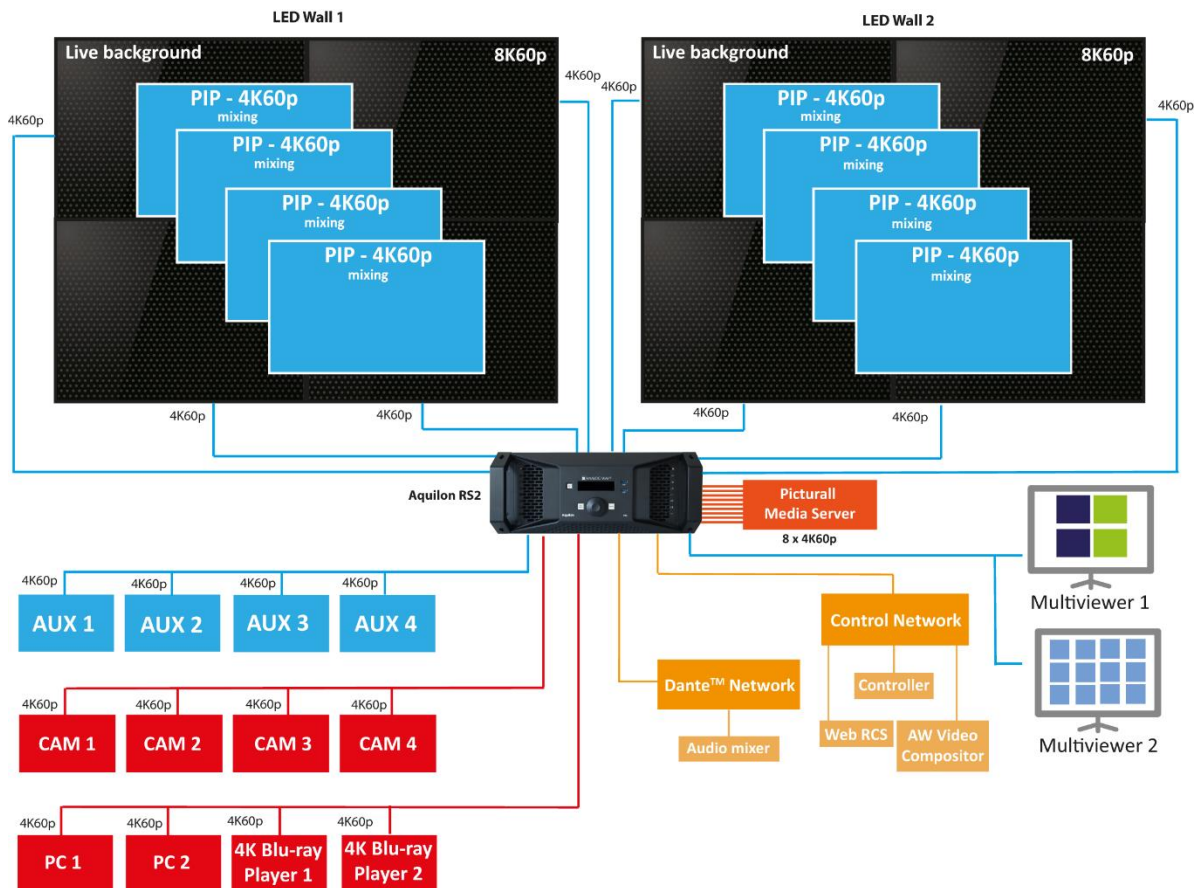 LED Wall 1
LED Wall 2
Live background
8K60p
PIP - 4K60p
mixing
PIP - 4K60p
mixing
PIP - 4K60p
mixing
PIP - 4K60p
mixing
4K60p
4K60p
4K60p
4K60p
Live background
8K60p
PIP - 4K60p
mixing
PIP - 4K60p
mixing
PIP - 4K60p
mixing
PIP - 4K60p
mixing
4K60p
4K60p
4K60p
4K60p
Aquilon RS2
Picturall
Media Server
8 x 4K60p
4K60p
4K60p
4K60p
4K60p
AUX 1
AUX 2
AUX 3
AUX 4
4K60p
4K60p
4K60p
4K60p
CAM 1
CAM 2
CAM 3
CAM 4
4K60p
4K60p
4K60p
4K60p
PC 1
PC 2
4K Blu-ray
Player 1
4K Blu-ray
Player 2
Dante™ Network
Audio mixer
Control Network
Controller
Web RCS
AW Video
Compositor
Multiviewer 1
Multiviewer 2